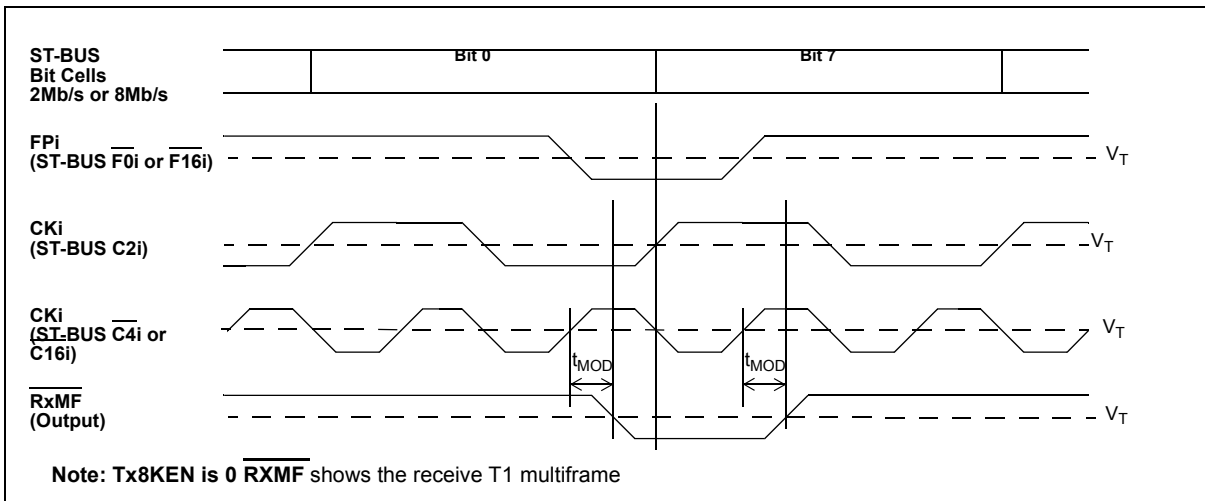 ST-BUS
Bit Cells
2Mb/s or 8Mb/s
Bit 0
Bit 7
FPi
(ST-BUS F0i or F16i)
VT
CKi
(ST-BUS C2i)
VT
CKi
(ST-BUS C4i or
C16i)
VT
tMOD
tMOD
RxMF
(Output)
VT
Note: Tx8KEN is 0 RXMF shows the receive T1 multiframe